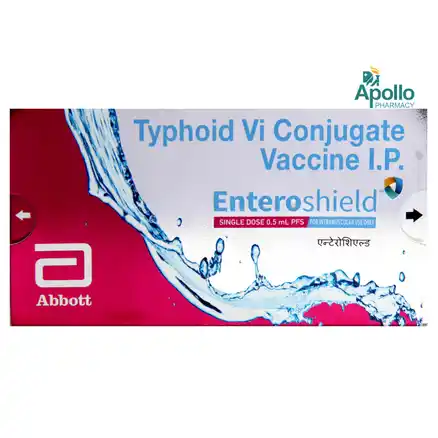 Apollo
PHARMACY
Typhoid Vi Conjugate
Vaccine I.P.
Enteroshield
SINGLE DOSE 0.5 mL PFS
FOR INTRAMUSCULAR USE ONLY
एन्टेरोशिएल्ड
Abbott